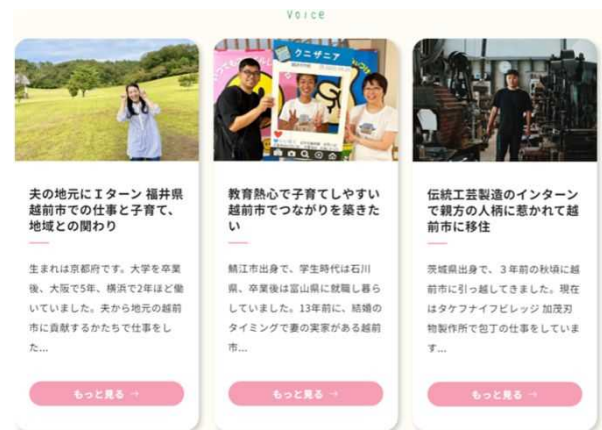 Voice
クニザニア
夫の地元にIターン 福井県
越前市での仕事と子育て、
地域との関わり
生まれは京都府です。大学を卒業
後、大阪で5年、横浜で2年ほど働
いていました。夫から地元の越前
市に貢献するかたちで仕事をし
た...
もっと見る →
教育熱心で子育てしやすい
越前市でつながりを築きた
い
鯖江市出身で、学生時代は石川
県、卒業後は富山県に就職し暮ら
していました。13年前に、結婚の
タイミングで妻の実家がある越前
市...
もっと見る →
伝統工芸製造のインターン
で親方の人柄に惹かれて越
前市に移住
茨城県出身で、3年前の秋頃に越
前市に引っ越してきました。現在
はタケフナイフビレッジ 加茂刃
物製作所で包丁の仕事をしていま
す...
もっと見る →